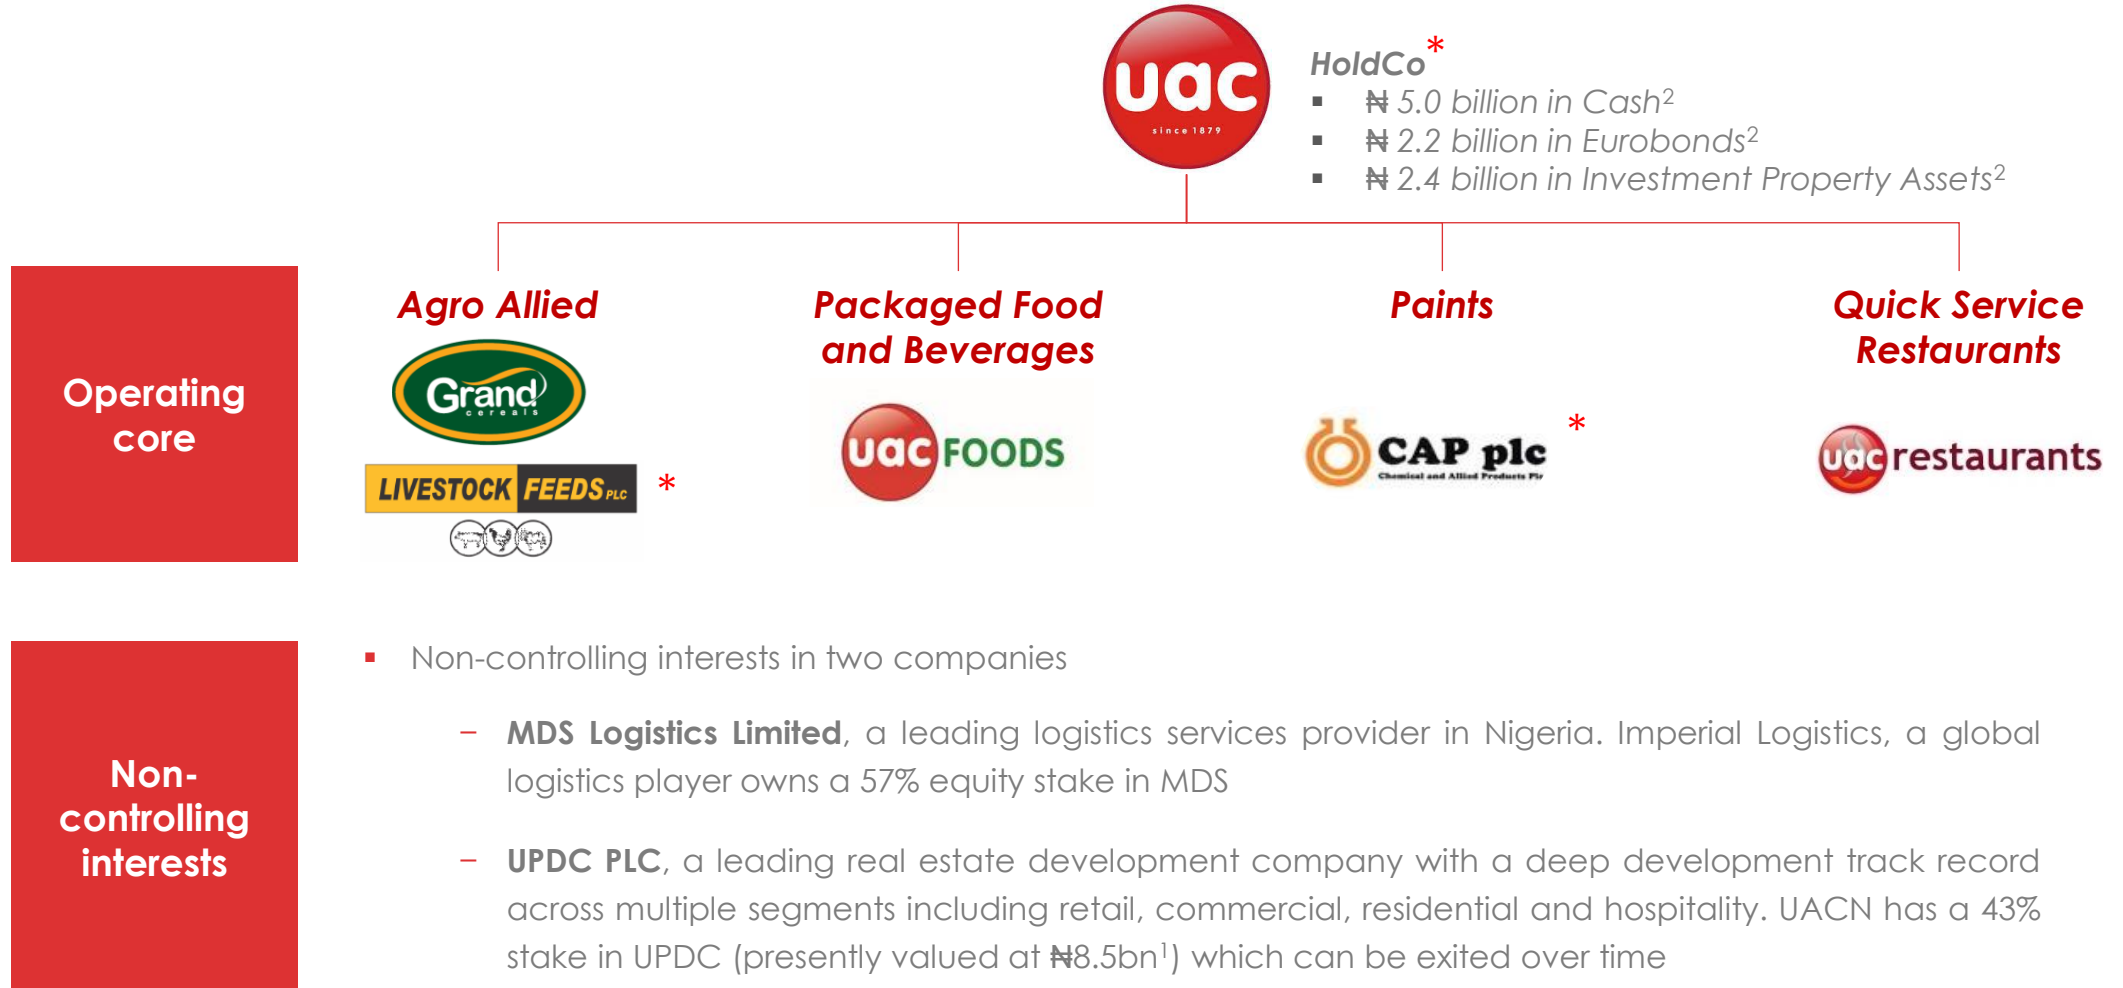 uac
since 1879
HoldCo*
▪ ₦ 5.0 billion in Cash2
▪ ₦ 2.2 billion in Eurobonds2
▪ ₦ 2.4 billion in Investment Property Assets2
Operating
core
Agro Allied
Grand
cereals
LIVESTOCK FEEDS PLC *
Packaged Food
and Beverages
uac FOODS
Paints
CAP plc *
Chemical and Allied Products Plc
Quick Service
Restaurants
uac restaurants
Non-
controlling
interests
▪ Non-controlling interests in two companies
– MDS Logistics Limited, a leading logistics services provider in Nigeria. Imperial Logistics, a global
logistics player owns a 57% equity stake in MDS
– UPDC PLC, a leading real estate development company with a deep development track record
across multiple segments including retail, commercial, residential and hospitality. UACN has a 43%
stake in UPDC (presently valued at ₦8.5bn1) which can be exited over time